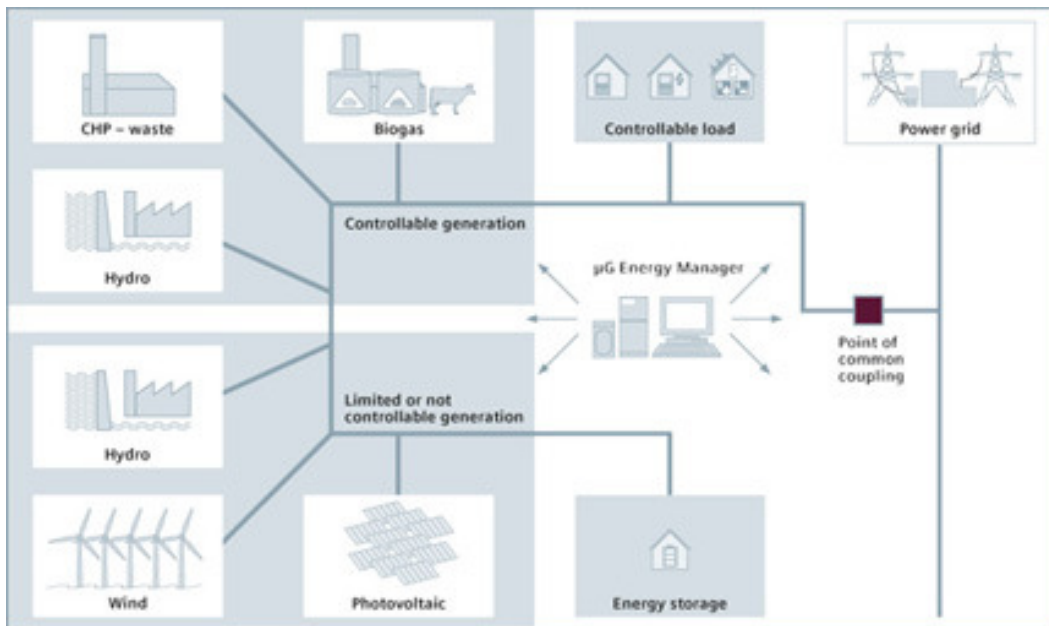 CHP – waste
Biogas
Controllable load
Power grid
Hydro
Controllable generation
µG Energy Manager
Point of
common
coupling
Hydro
Limited or not
controllable generation
Wind
Photovoltaic
Energy storage